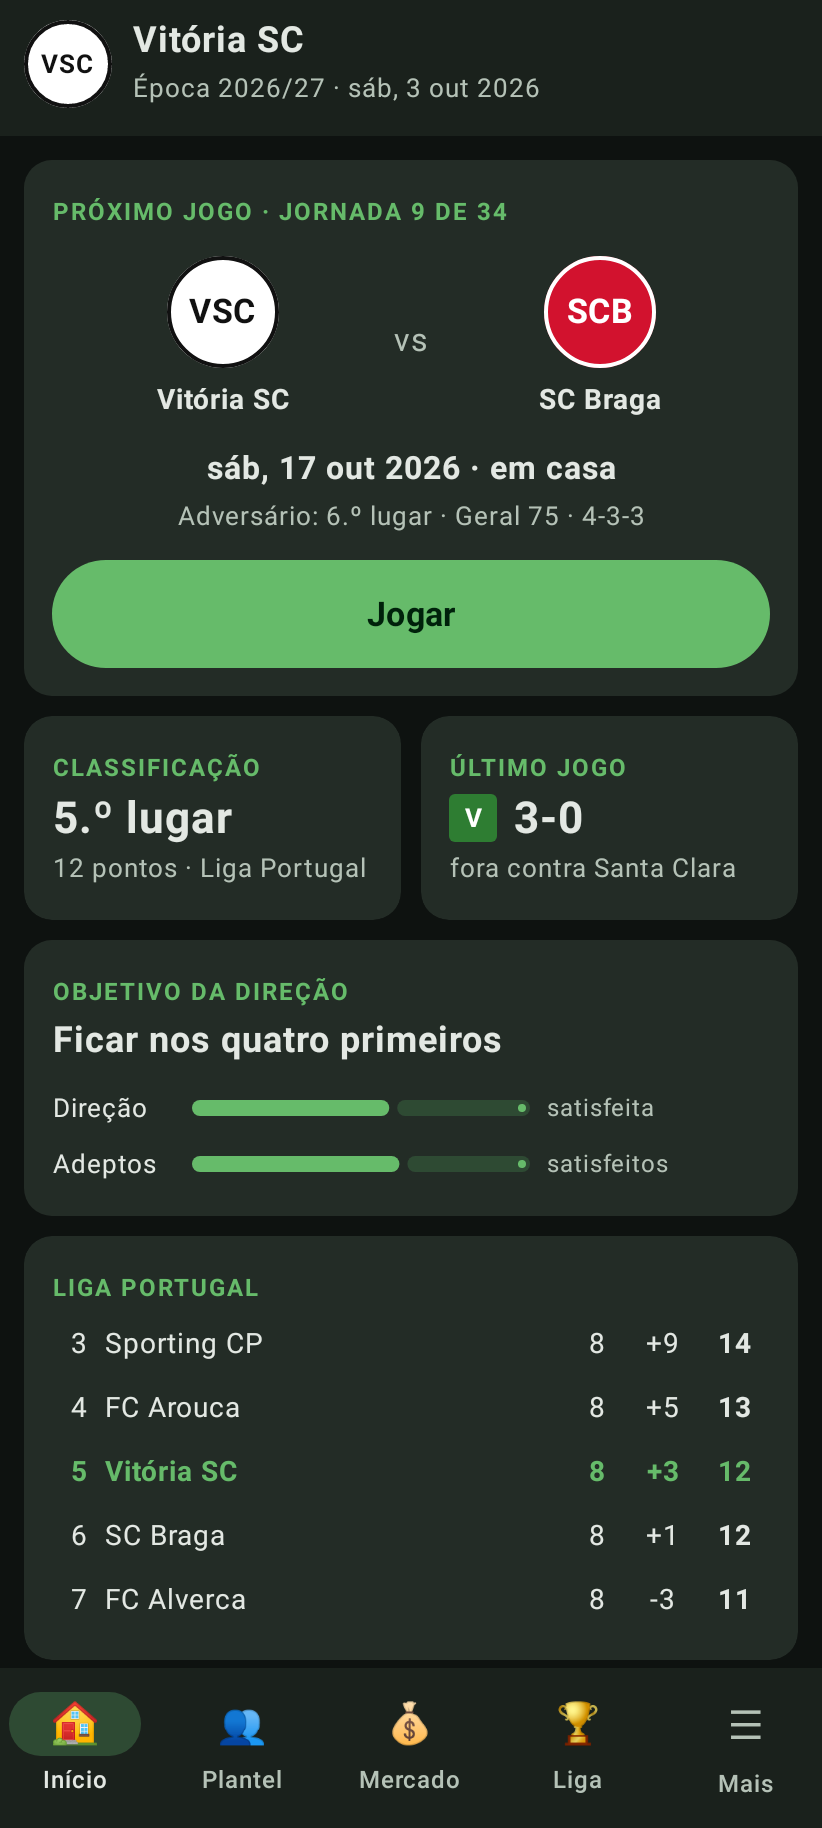 VSC
Vitória SC
Época 2026/27 · sáb, 3 out 2026
PRÓXIMO JOGO · JORNADA 9 DE 34
VSC
vs
SCB
Vitória SC
SC Braga
sáb, 17 out 2026 · em casa
Adversário: 6.º lugar · Geral 75 · 4-3-3
Jogar
CLASSIFICAÇÃO
5.º lugar
12 pontos · Liga Portugal
ÚLTIMO JOGO
V 3-0
fora contra Santa Clara
OBJETIVO DA DIREÇÃO
Ficar nos quatro primeiros
Direção satisfeita
Adeptos satisfeitos
LIGA PORTUGAL
3 Sporting CP 8 +9 14
4 FC Arouca 8 +5 13
5 Vitória SC 8 +3 12
6 SC Braga 8 +1 12
7 FC Alverca 8 -3 11
Início
Plantel
Mercado
Liga
Mais